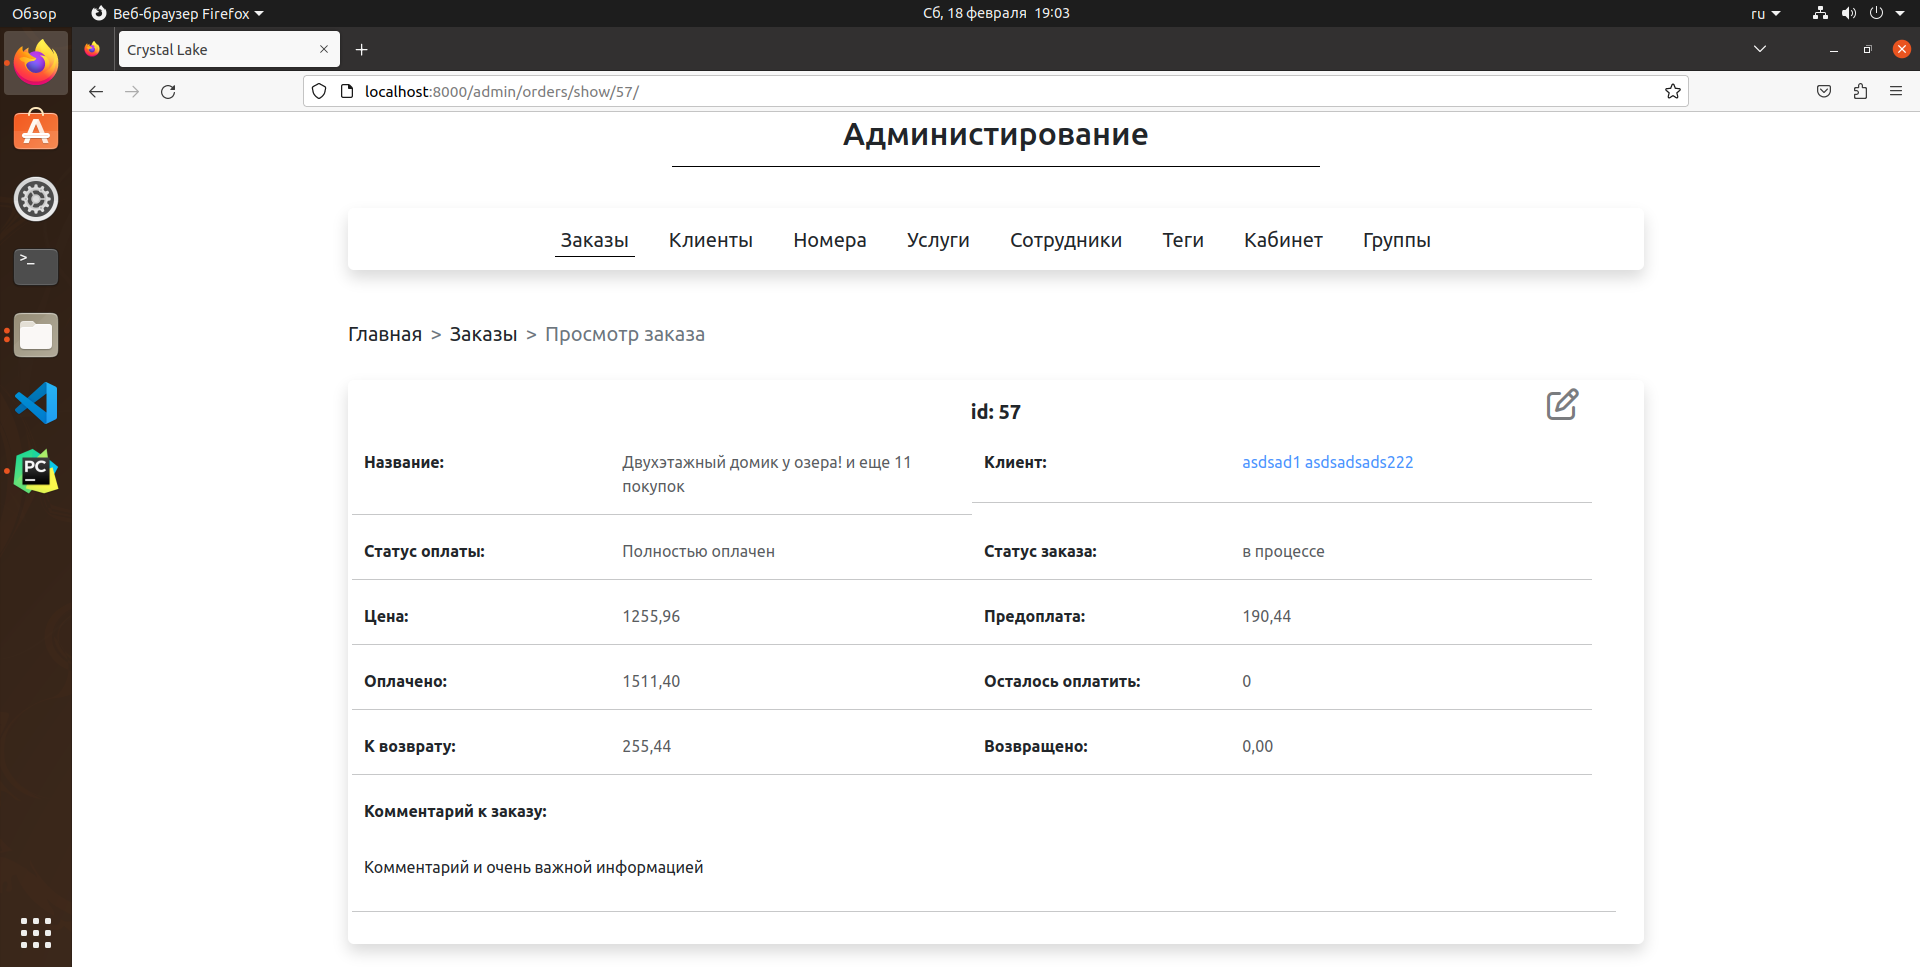 Обзор
Веб-браузер Firefox
Сб, 18 февраля 19:03
ru
Crystal Lake
localhost:8000/admin/orders/show/57/
Администирование
Заказы Клиенты Номера Услуги Сотрудники Теги Кабинет Группы
Главная > Заказы > Просмотр заказа
id: 57
Название: Двухэтажный домик у озера! и еще 11
покупок
Клиент: asdsad1 asdsadsads222
Статус оплаты: Полностью оплачен
Статус заказа: в процессе
Цена: 1255,96
Предоплата: 190,44
Оплачено: 1511,40
Осталось оплатить: 0
К возврату: 255,44
Возвращено: 0,00
Комментарий к заказу:
Комментарий и очень важной информацией
PC
>_